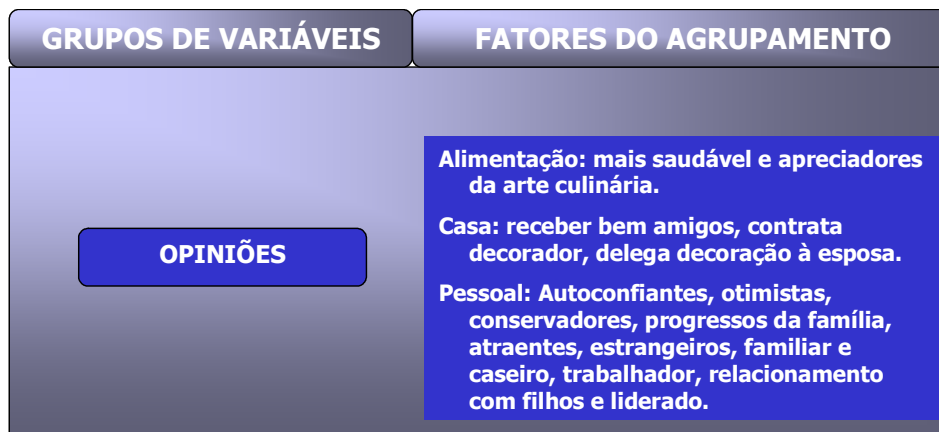 GRUPOS DE VARIÁVEIS
FATORES DO AGRUPAMENTO
OPINIÕES
Alimentação: mais saudável e apreciadores
da arte culinária.
Casa: receber bem amigos, contrata
decorador, delega decoração à esposa.
Pessoal: Autoconfiantes, otimistas,
conservadores, progressos da família,
atraentes, estrangeiros, familiar e
caseiro, trabalhador, relacionamento
com filhos e liderado.